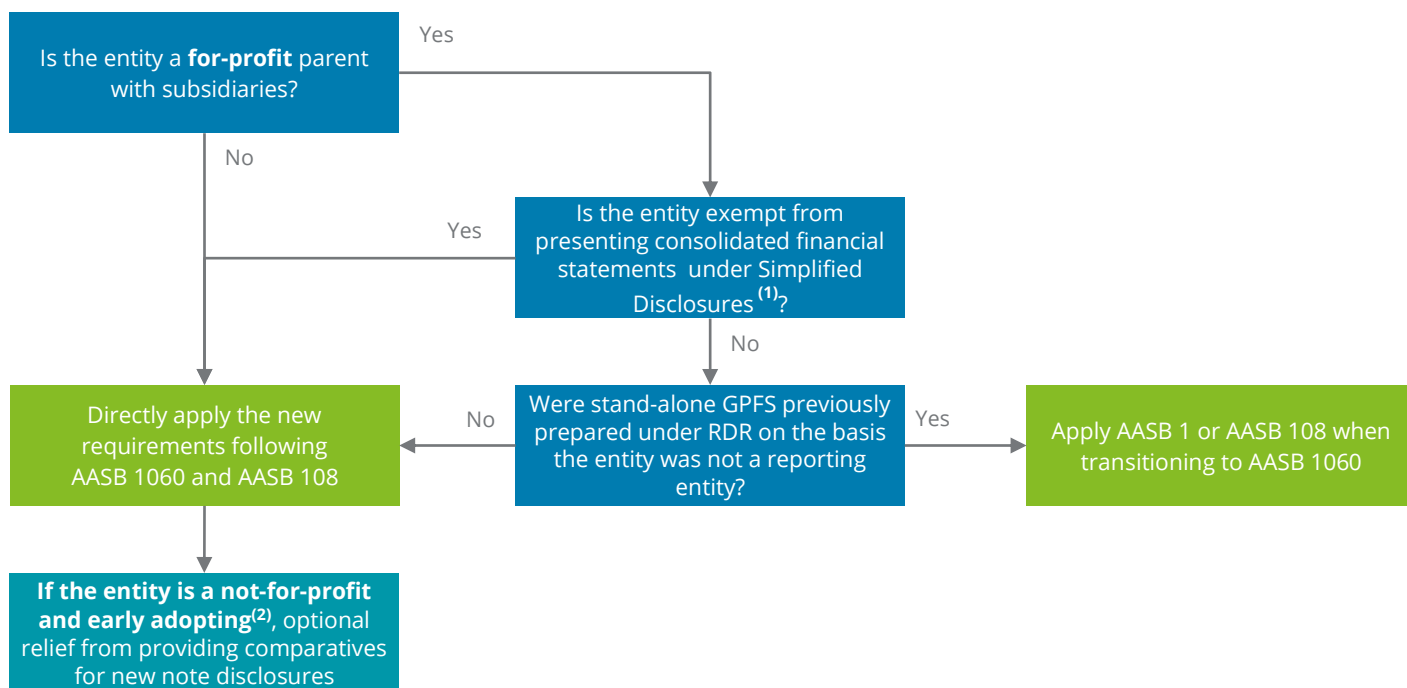 Is the entity a for-profit parent
with subsidiaries?
Yes
No
Is the entity exempt from
presenting consolidated financial
statements under Simplified
Disclosures (1)?
Yes
No
Were stand-alone GPFS previously
prepared under RDR on the basis
the entity was not a reporting
entity?
No
Yes
Directly apply the new
requirements following
AASB 1060 and AASB 108
Apply AASB 1 or AASB 108 when
transitioning to AASB 1060
If the entity is a not-for-profit
and early adopting(2), optional
relief from providing comparatives
for new note disclosures